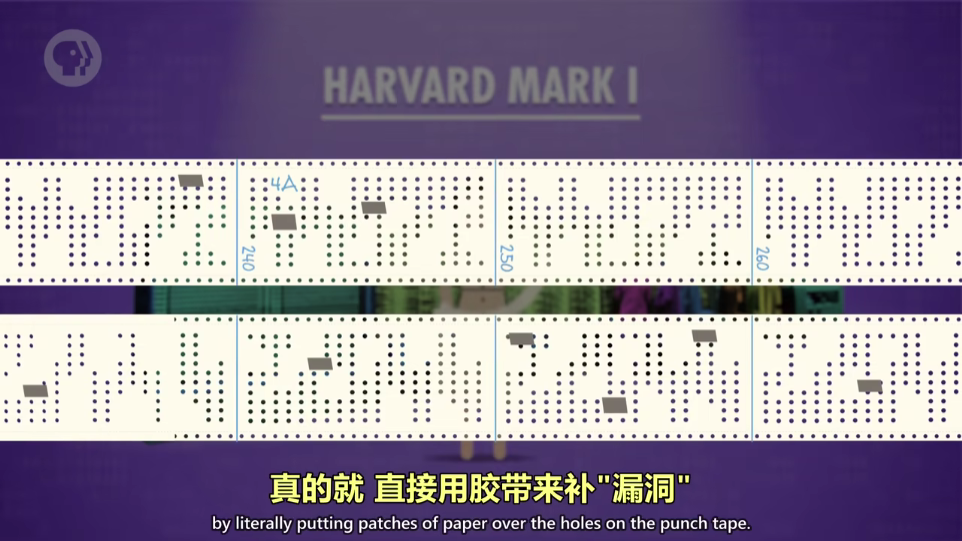 HARVARD MARK I
4A
240
250
260
真的就 直接用胶带来补"漏洞"
by literally putting patches of paper over the holes on the punch tape.